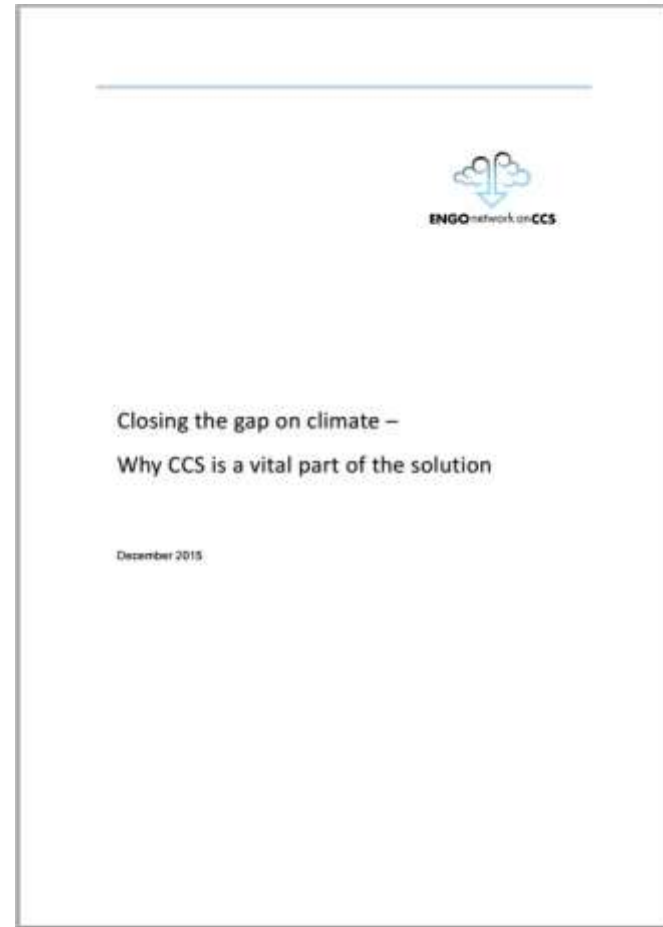 ENGO network on CCS
Closing the gap on climate –
Why CCS is a vital part of the solution
December 2015